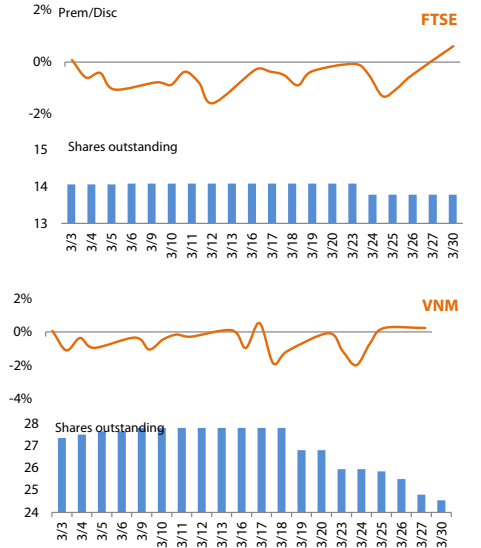 2% Prem/Disc
FTSE
0%
-2%
15
Shares outstanding
14
13
3/3 3/4 3/5 3/6 3/9 3/10 3/11 3/12 3/13 3/16 3/17 3/18 3/19 3/20 3/23 3/24 3/25 3/26 3/27 3/30
2%
VNM
0%
-2%
-4%
28
Shares outstanding
27
26
25
24
3/3 3/4 3/5 3/6 3/9 3/10 3/11 3/12 3/13 3/16 3/17 3/18 3/19 3/20 3/23 3/24 3/25 3/26 3/27 3/30